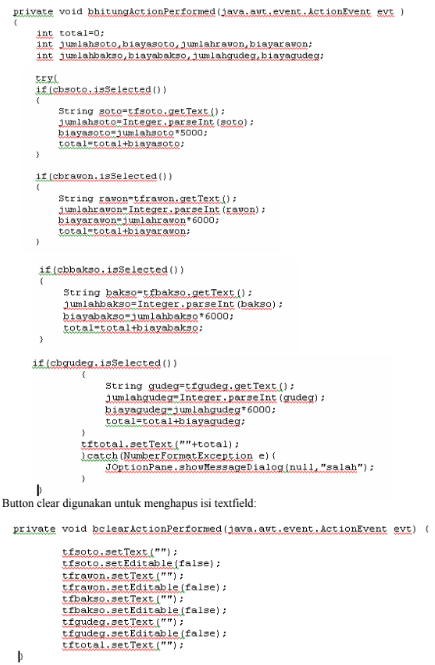 private void bhitungActionPerformed(java.awt.event.ActionEvent evt )
{
int total=0;
int jumlahsoto,biayasoto,jumlahrawon,biayarawon;
int jumlahbakso,biayabakso,jumlahgudeg,biayagudeg;
try{
if(cbsoto.isSelected())
{
String soto=tfsoto.getText();
jumlahsoto=Integer.parseInt(soto);
biayasoto=jumlahsoto*5000;
total=total+biayasoto;
}
if(cbrawon.isSelected())
{
String rawon=tfrawon.getText();
jumlahrawon=Integer.parseInt(rawon);
biayarawon=jumlahrawon*6000;
total=total+biayarawon;
}
if(cbbakso.isSelected())
{
String bakso=tfbakso.getText();
jumlahbakso=Integer.parseInt(bakso);
biayabakso=jumlahbakso*6000;
total=total+biayabakso;
}
if(cbgudeg.isSelected())
{
String gudeg=tfgudeg.getText();
jumlahgudeg=Integer.parseInt(gudeg);
biayagudeg=jumlahgudeg*6000;
total=total+biayagudeg;
}
tftotal.setText(""+total);
}catch(NumberFormatException e){
JOptionPane.showMessageDialog(null,"salah");
}
}
Button clear digunakan untuk menghapus isi textfield:
private void bclearActionPerformed(java.awt.event.ActionEvent evt) {
tfsoto.setText("");
tfsoto.setEditable(false);
tfrawon.setText("");
tfrawon.setEditable(false);
tfbakso.setText("");
tfbakso.setEditable(false);
tfgudeg.setText("");
tfgudeg.setEditable(false);
tftotal.setText("");
}